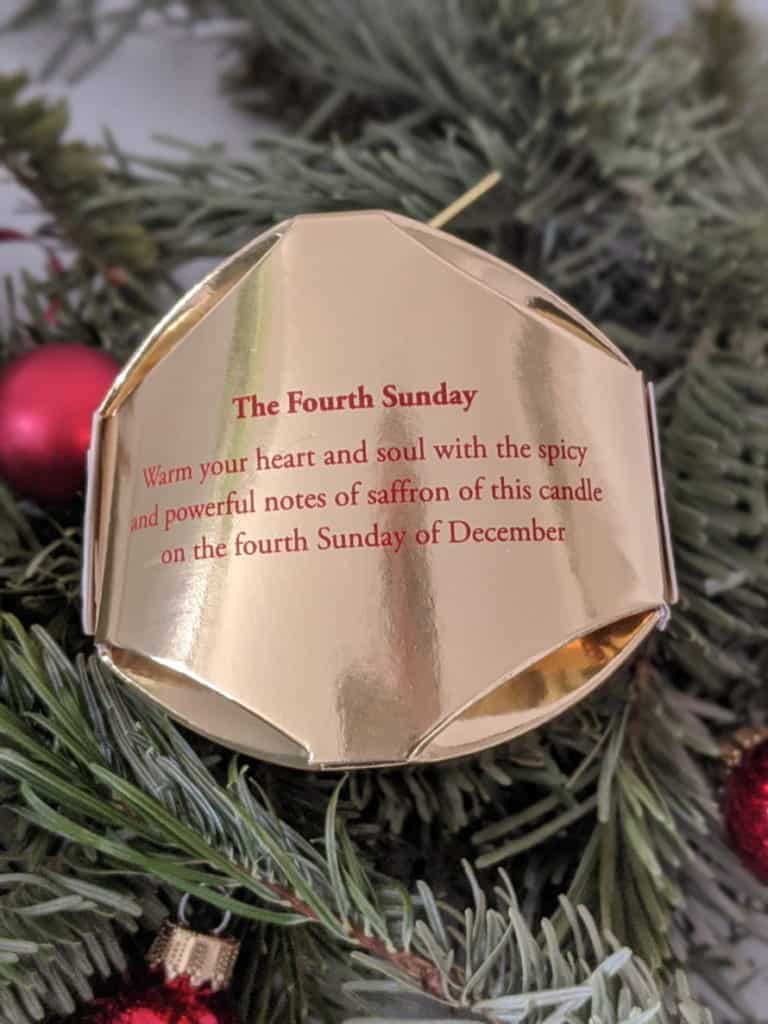 The Fourth Sunday
Warm your heart and soul with the spicy
and powerful notes of saffron of this candle
on the fourth Sunday of December